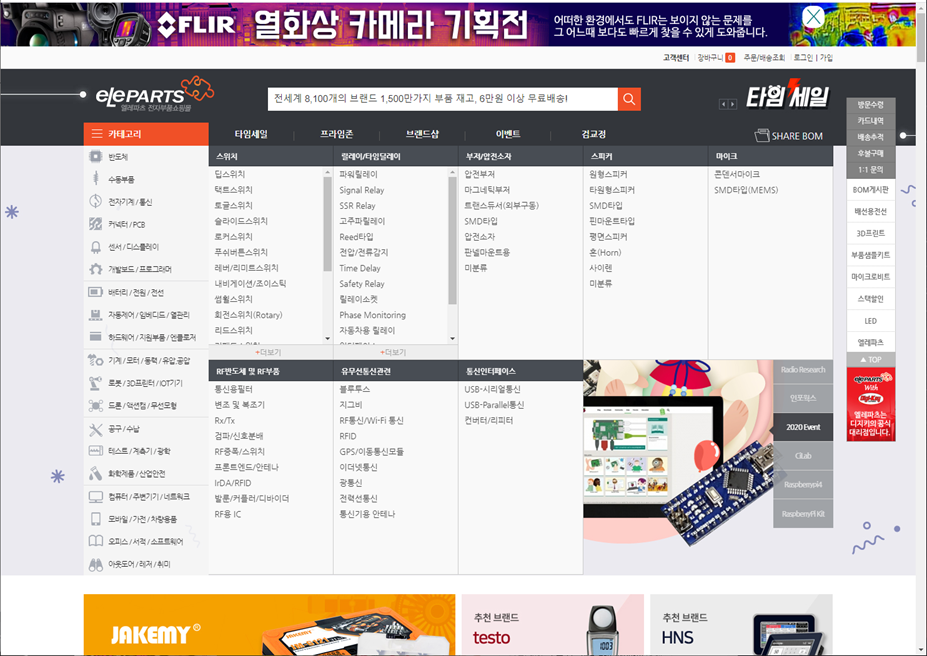 FLIR 열화상 카메라 기획전
어떠한 환경에서도 FLIR는 보이지 않는 문제를
그 어느때 보다도 빠르게 찾을 수 있게 도와줍니다.
고객센터 장바구니 0 주문/배송조회 로그인 가입
eLePARTS
엘레파츠 전자부품쇼핑몰
전세계 8,100개의 브랜드 1,500만가지 부품 재고, 6만원 이상 무료배송!
타임세일
카테고리 타임세일 프라임존 브랜드샵 이벤트 검교정 SHARE BOM
반도체
수동부품
전자기계 / 통신
커넥터 / PCB
센서 / 디스플레이
개발보드 / 프로그래머
배터리 / 전원 / 전선
자동제어 / 임베디드 / 열관리
하드웨어 / 지원부품 / 엔클로저
기계 / 모터 / 동력 / 유압,공압
로봇 / 3D프린터 / IOT기기
드론 / 액션캠 / 무선모형
공구 / 수납
테스트 / 계측기 / 광학
화학제품 / 산업안전
컴퓨터 / 주변기기 / 네트워크
모바일 / 가전 / 차량용품
오피스 / 서적 / 소프트웨어
아웃도어 / 레저 / 취미
스위치
딥스위치
택트스위치
토글스위치
슬라이드스위치
로커스위치
푸쉬버튼스위치
레버/리미트스위치
내비게이션/조이스틱
썸휠스위치
회전스위치(Rotary)
리드스위치
+더보기
릴레이/타임딜레이
파워릴레이
Signal Relay
SSR Relay
고주파릴레이
Reed타입
전압/전류감지
Time Delay
Safety Relay
릴레이소켓
Phase Monitoring
자동차용 릴레이
+더보기
부저/압전소자
압전부저
마그네틱부저
트랜스듀서(외부구동)
SMD타입
압전소자
판넬마운트용
미분류
스피커
원형스피커
타원형스피커
SMD타입
핀마운트타입
평면스피커
혼(Horn)
사이렌
미분류
마이크
콘덴서마이크
SMD타입(MEMS)
RF반도체 및 RF부품
통신용필터
변조 및 복조기
Rx/Tx
검파/신호분배
RF증폭/스위치
프론트엔드/안테나
IrDA/RFID
발룬/커플러/디바이더
RF용 IC
유무선통신관련
블루투스
지그비
RF통신/Wi-Fi 통신
RFID
GPS/이동통신모듈
이더넷통신
광통신
전력선통신
통신기용 안테나
통신인터페이스
USB-시리얼통신
USB-Parallel통신
컨버터/리피터
Radio Research
인포믹스
2020 Event
CiLab
Raspberrypi4
RaspberryPi Kit
방문수령
카드내역
배송추적
후불구매
1:1 문의
BOM게시판
배선용전선
3D프린트
부품샘플키트
마이크로비트
스택할인
LED
엘레파츠
▲ TOP
eLePARTS
With
Digi-Key
엘레파츠는
디지키의 공식
대리점입니다.
JAKEMY®
추천 브랜드
testo
추천 브랜드
HNS